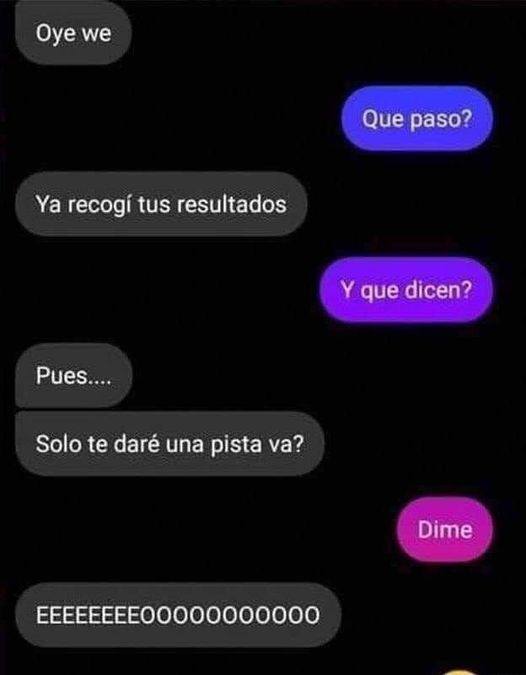 Oye we
Que paso?
Ya recogí tus resultados
Y que dicen?
Pues....
Solo te daré una pista va?
Dime
EEEEEEEEOOOOOOOOOOO